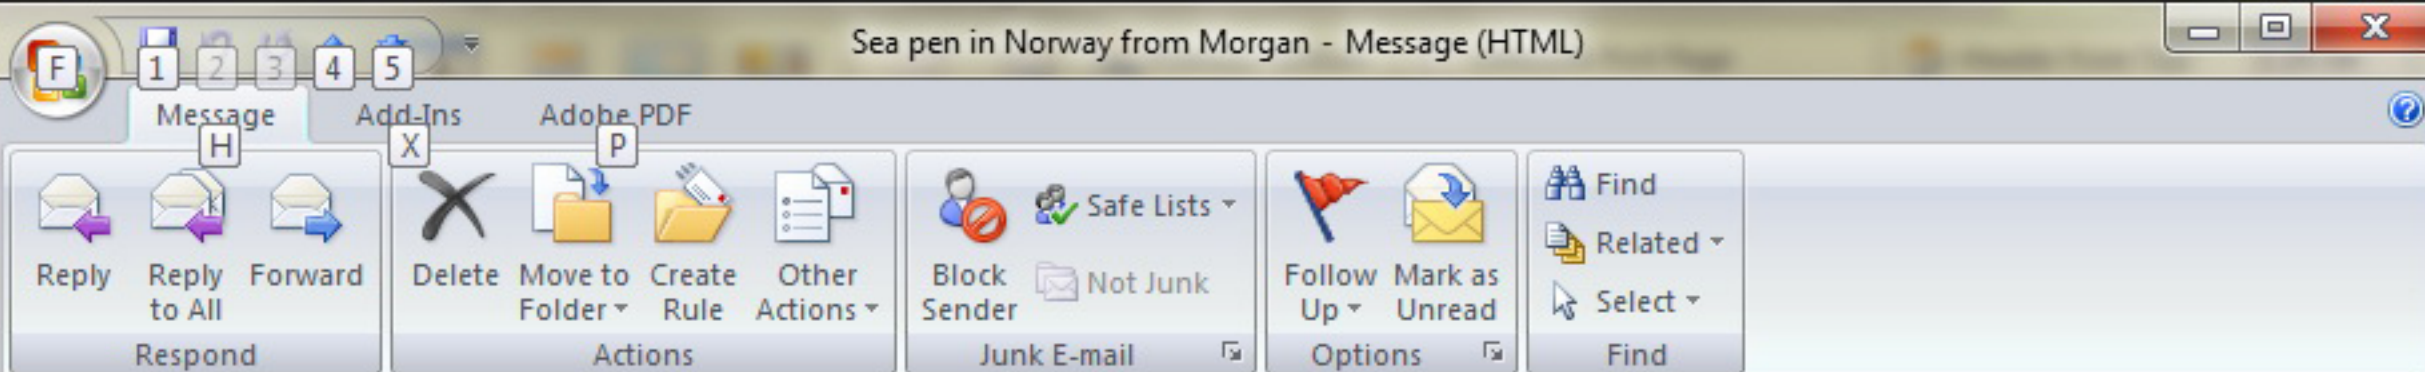 Sea pen in Norway from Morgan - Message (HTML)
F 1 2 3 4 5
Message Add-Ins Adobe PDF
H X P
Reply
Reply to All
Forward
Respond
Delete
Move to Folder
Create Rule
Other Actions
Actions
Block Sender
Safe Lists
Not Junk
Junk E-mail
Follow Up
Mark as Unread
Options
Find
Related
Select
Find